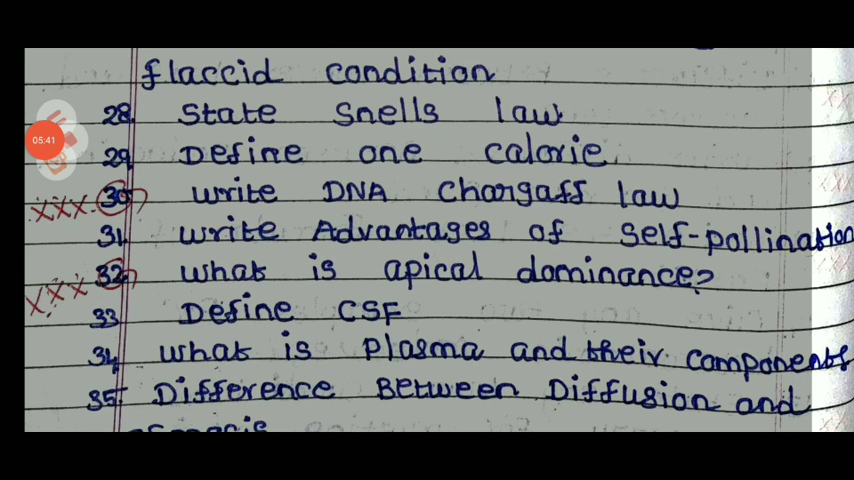 flaccid condition
28. State Snells law
29. Define one calorie
XXX 30. Write DNA Chargaff law
31. Write Advantages of Self-pollination
XXX 32. What is apical dominance?
33. Define CSF
34. What is Plasma and their components
35. Difference Between Diffusion and
05:41